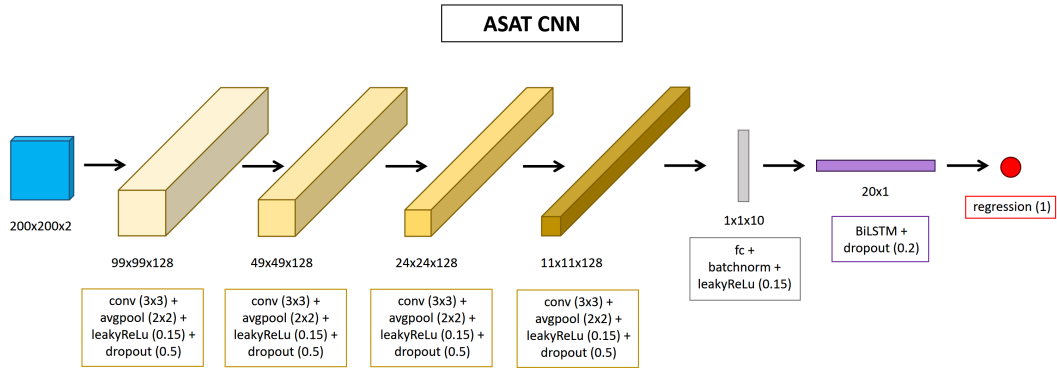 ASAT CNN
200x200x2
99x99x128
conv (3x3) +
avgpool (2x2) +
leakyReLu (0.15) +
dropout (0.5)
49x49x128
conv (3x3) +
avgpool (2x2) +
leakyReLu (0.15) +
dropout (0.5)
24x24x128
conv (3x3) +
avgpool (2x2) +
leakyReLu (0.15) +
dropout (0.5)
11x11x128
conv (3x3) +
avgpool (2x2) +
leakyReLu (0.15) +
dropout (0.5)
1x1x10
fc +
batchnorm +
leakyReLu (0.15)
20x1
BiLSTM +
dropout (0.2)
regression (1)